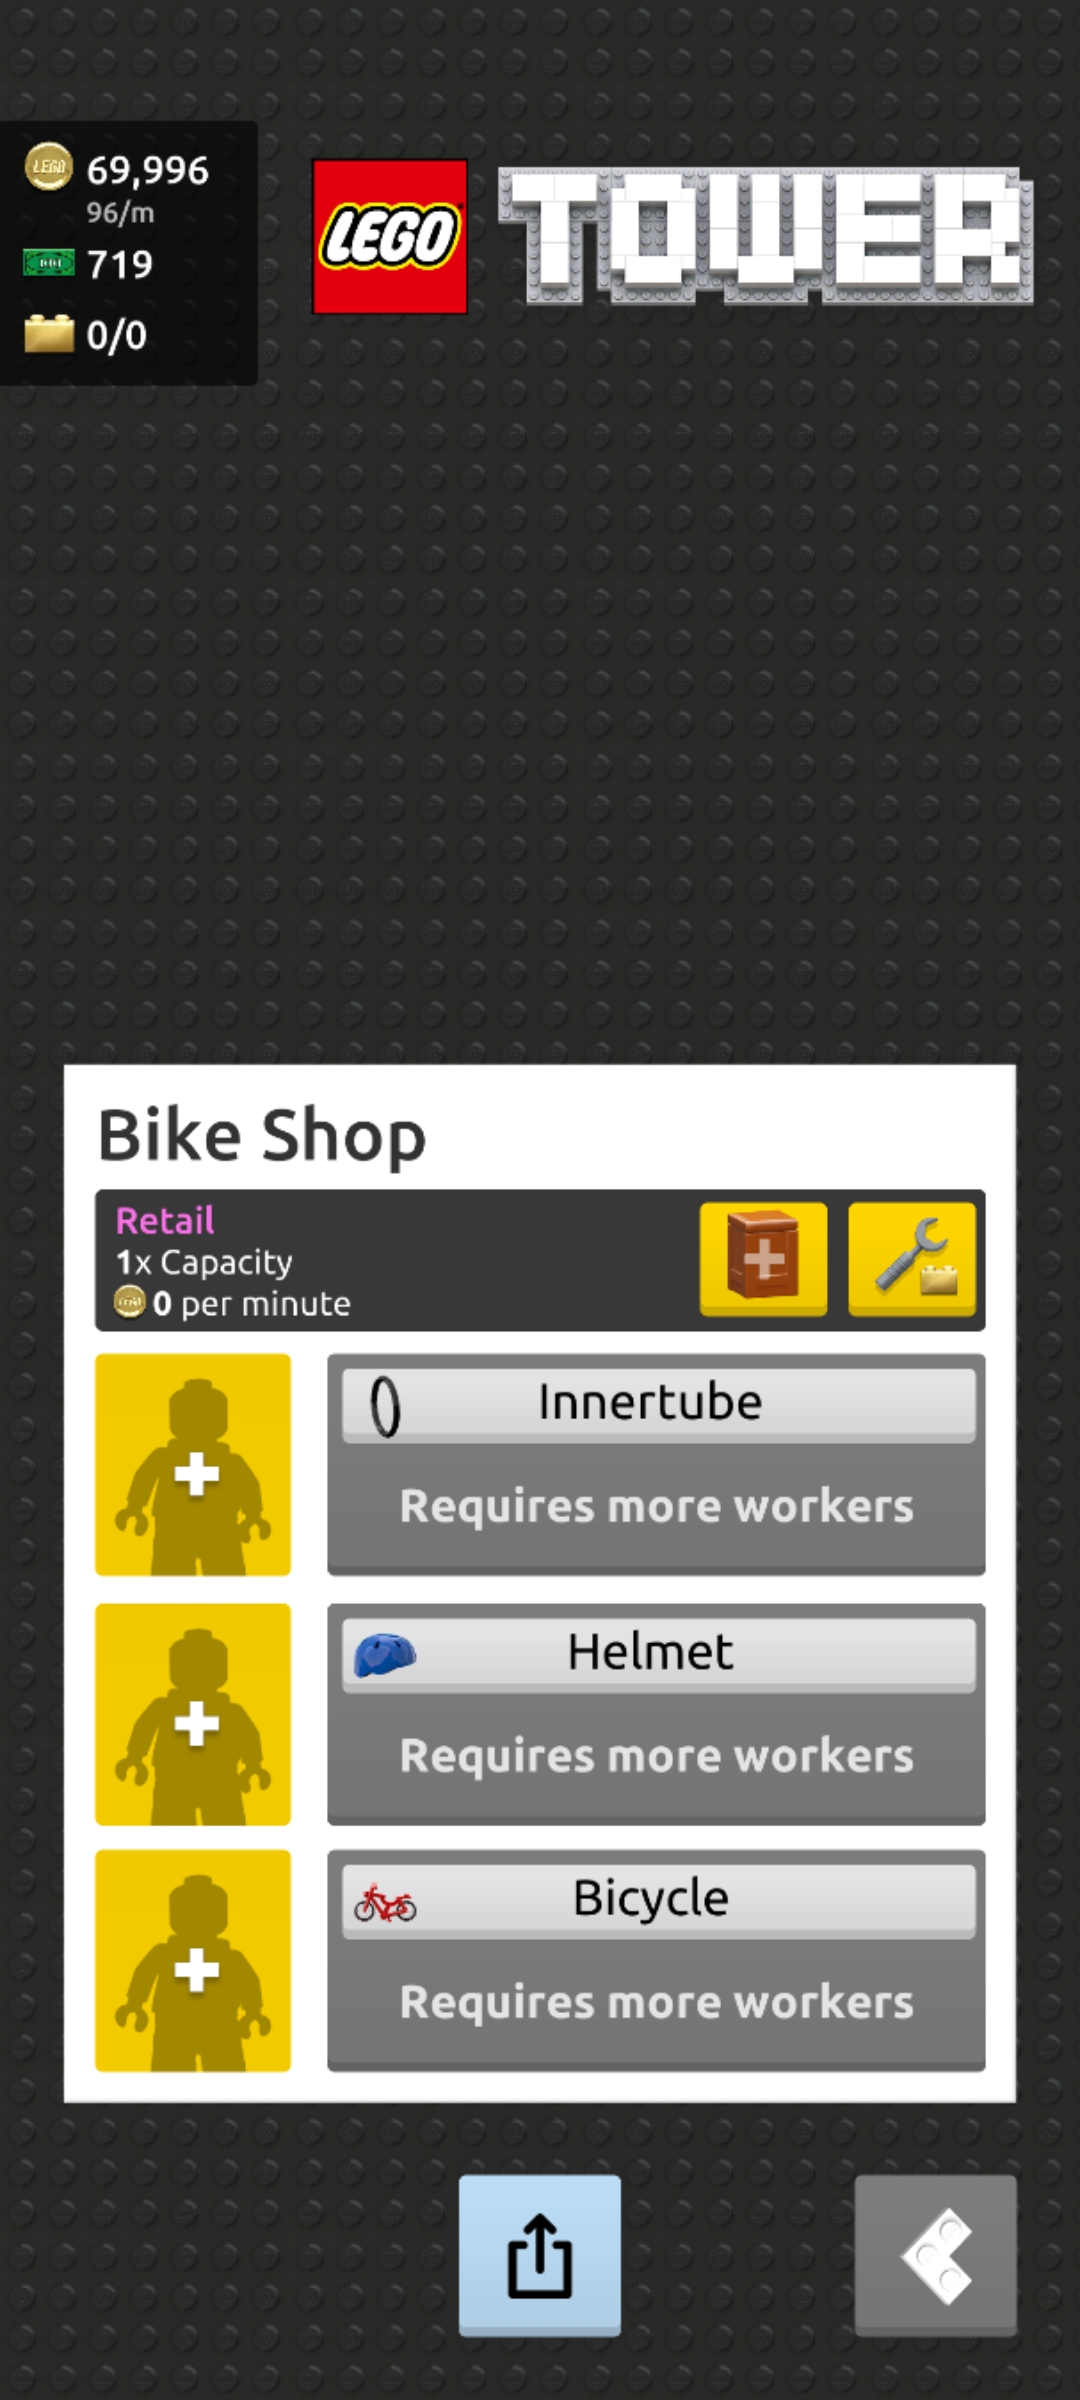 69,996
96/m
719
0/0
LEGO TOWER
Bike Shop
Retail
1x Capacity
0 per minute
Innertube
Requires more workers
Helmet
Requires more workers
Bicycle
Requires more workers